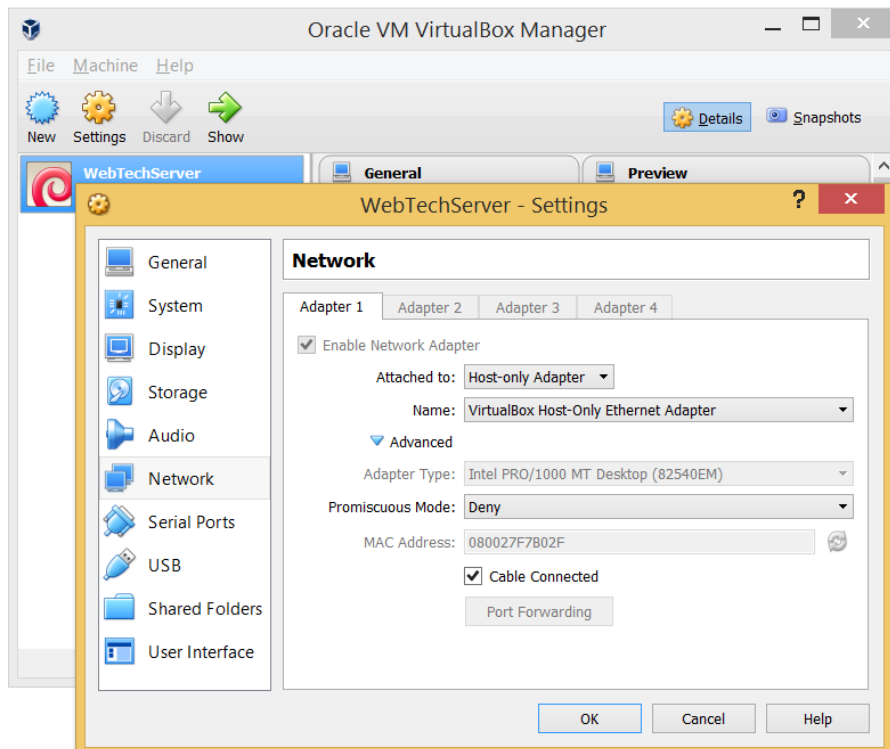 Oracle VM VirtualBox Manager
File Machine Help
New Settings Discard Show Details Snapshots
WebTechServer General Preview
WebTechServer - Settings ?
General
System
Display
Storage
Audio
Network
Serial Ports
USB
Shared Folders
User Interface
Network
Adapter 1 Adapter 2 Adapter 3 Adapter 4
Enable Network Adapter
Attached to: Host-only Adapter
Name: VirtualBox Host-Only Ethernet Adapter
Advanced
Adapter Type: Intel PRO/1000 MT Desktop (82540EM)
Promiscuous Mode: Deny
MAC Address: 080027F7B02F
Cable Connected
Port Forwarding
OK Cancel Help